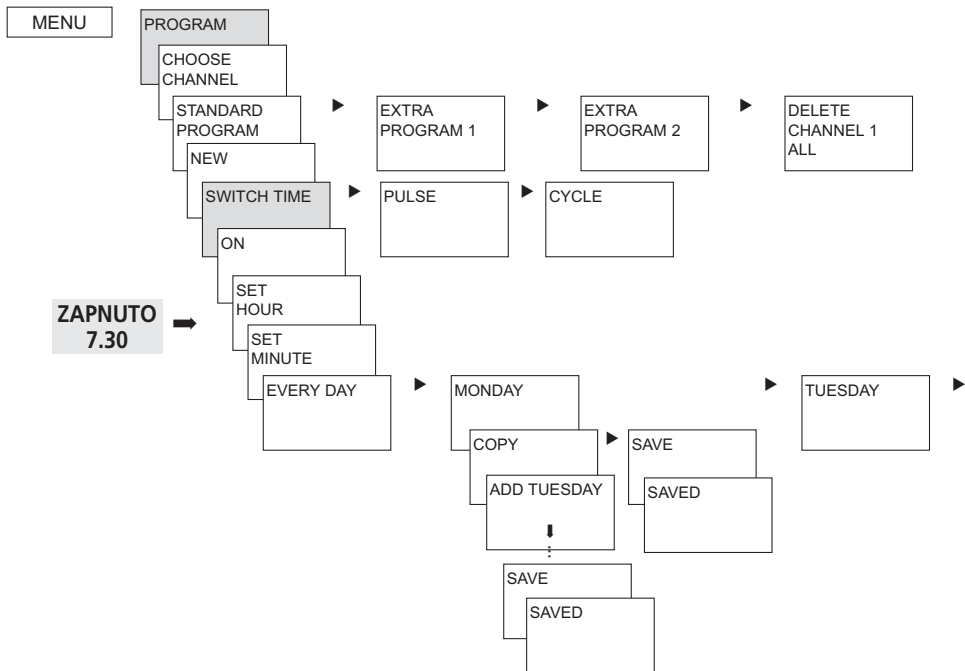 MENU
PROGRAM
CHOOSE
CHANNEL
STANDARD
PROGRAM
EXTRA
PROGRAM 1
EXTRA
PROGRAM 2
DELETE
CHANNEL 1
ALL
NEW
SWITCH TIME
PULSE
CYCLE
ON
SET
HOUR
ZAPNUTO
7.30
SET
MINUTE
EVERY DAY
MONDAY
TUESDAY
COPY
SAVE
ADD TUESDAY
SAVED
SAVE
SAVED